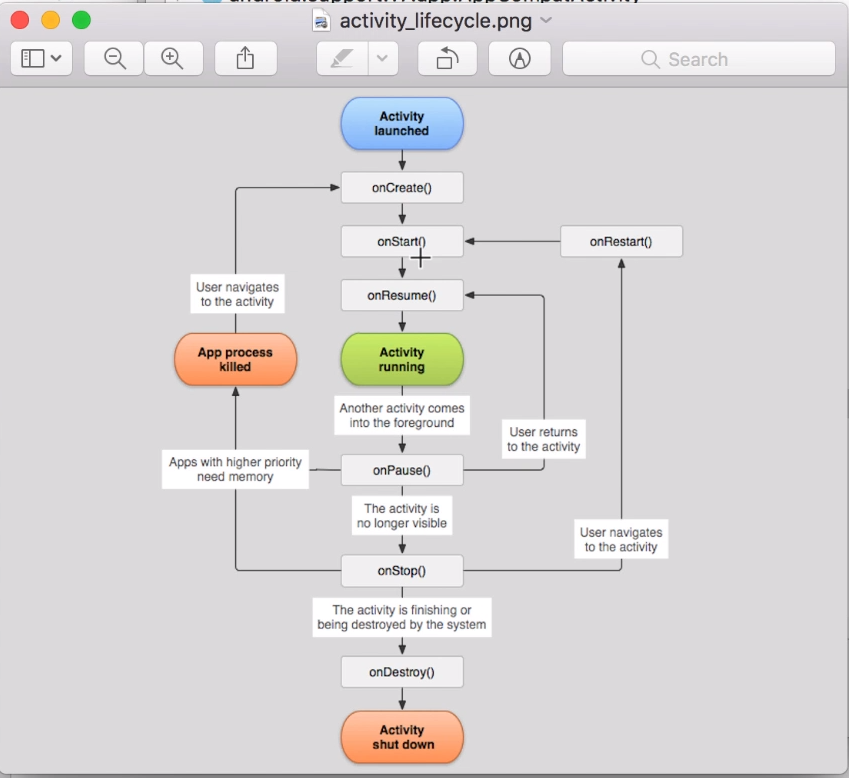 activity_lifecycle.png
Search
Activity
launched
onCreate()
onStart()
onRestart()
User navigates
to the activity
onResume()
App process
killed
Activity
running
Another activity comes
into the foreground
User returns
to the activity
Apps with higher priority
need memory
onPause()
The activity is
no longer visible
User navigates
to the activity
onStop()
The activity is finishing or
being destroyed by the system
onDestroy()
Activity
shut down